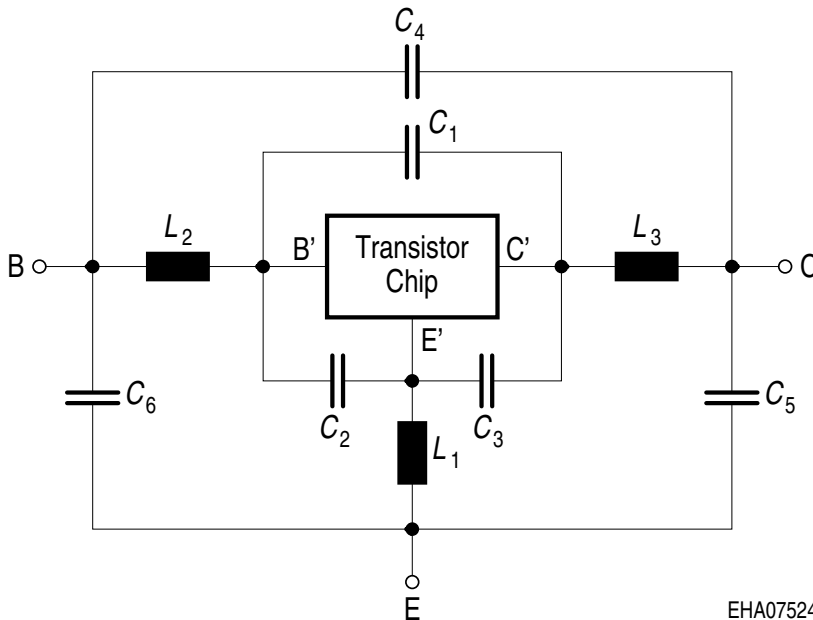 C4
C1
L2
L3
B
B’
Transistor
Chip
C’
C
E’
C6
C2
C3
C5
L1
E
EHA07524